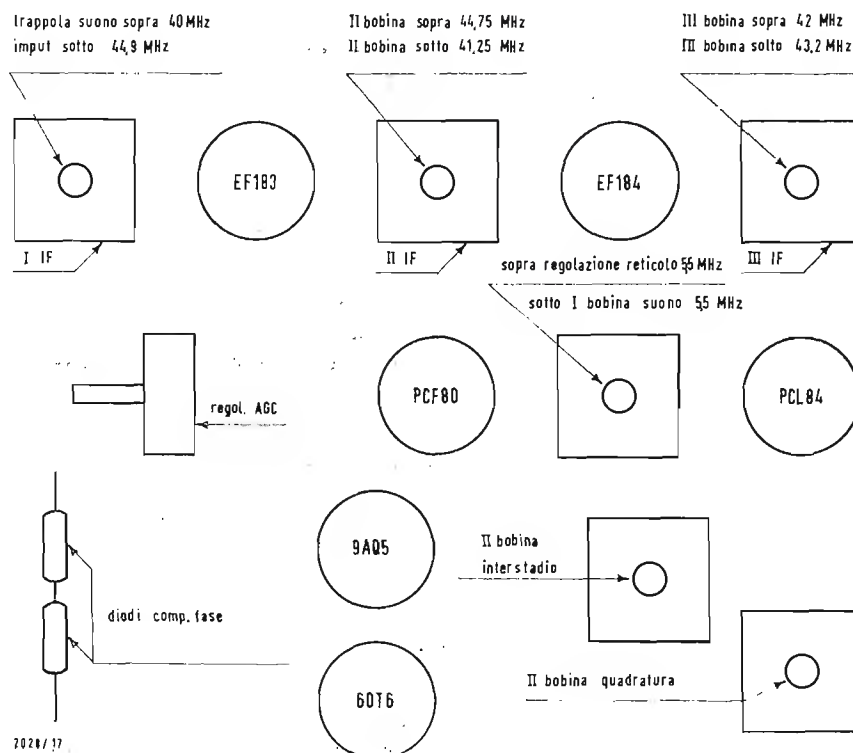 trappola suono sopra 40 MHz
imput sotto 44,9 MHz
II bobina sopra 44,75 MHz
II bobina sotto 41,25 MHz
III bobina sopra 42 MHz
III bobina solto 43,2 MHz
EF183
EF184
I IF
II IF
III IF
sopra regolazione reticolo 5,5 MHz
sotto I bobina suono 5,5 MHz
regol. AGC
PCF80
PCL84
9AQ5
II bobina
interstadio
diodi comp. fase
6DT6
II bobina quadratura
2028/17